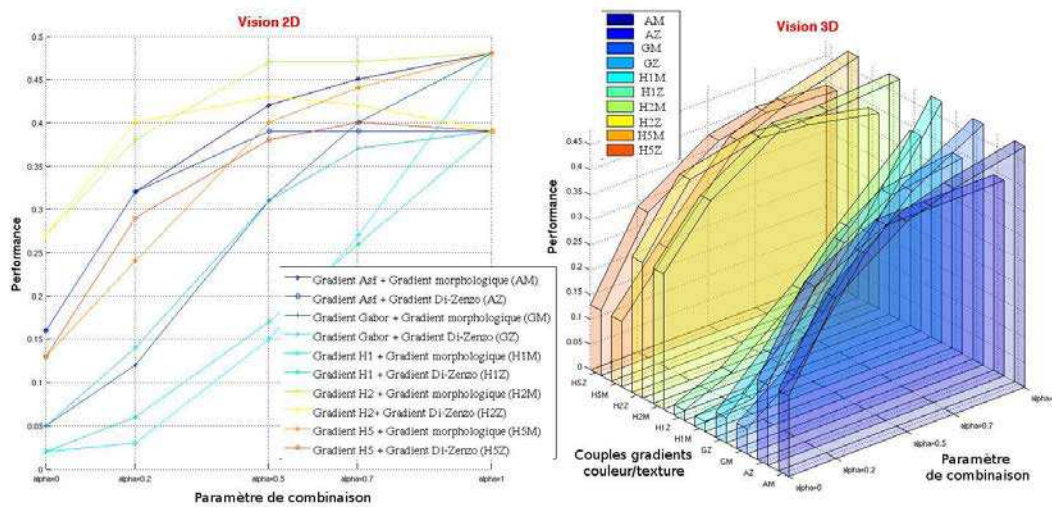 Vision 2D
0.5
0.45
0.4
0.35
0.3
0.25
0.2
0.15
0.1
0.05
0
Performance
alpha=0
alpha=0.2
alpha=0.5
alpha=0.7
alpha=1
Paramètre de combinaison
Gradient Asf + Gradient morphologique (AM)
Gradient Asf + Gradient Di-Zenzo (AZ)
Gradient Gabor + Gradient morphologique (GM)
Gradient Gabor + Gradient Di-Zenzo (GZ)
Gradient H1 + Gradient morphologique (H1M)
Gradient H1 + Gradient Di-Zenzo (H1Z)
Gradient H2 + Gradient morphologique (H2M)
Gradient H2+ Gradient Di-Zenzo (H2Z)
Gradient H5 + Gradient morphologique (H5M)
Gradient H5 + Gradient Di-Zenzo (H5Z)
Vision 3D
AM
AZ
GM
GZ
H1M
H1Z
H2M
H2Z
H5M
H5Z
0.45
0.4
0.35
0.3
0.25
0.2
0.15
0.1
0.05
0
Performance
H5Z
H5M
H2Z
H2M
H1Z
H1M
GZ
GM
AZ
AM
Couples gradients
couleur/texture
alpha=0
alpha=0.2
alpha=0.5
alpha=0.7
Paramètre
de combinaison